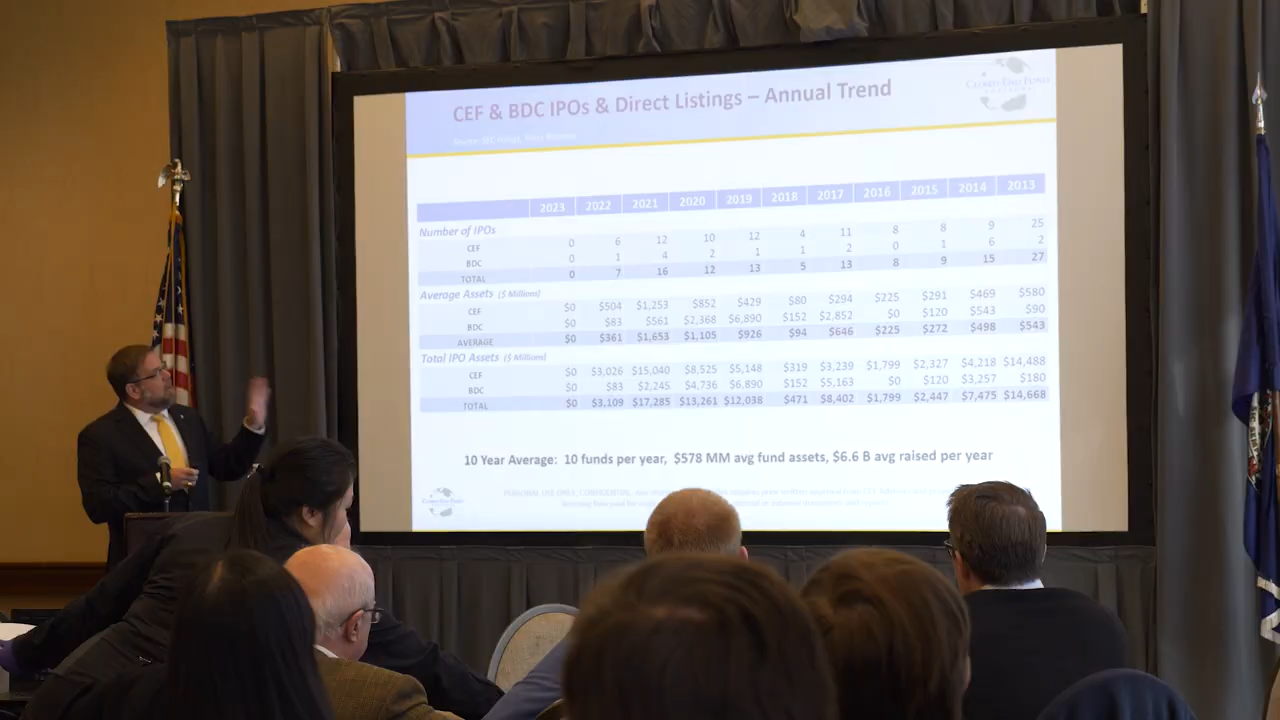 CEF & BDC IPOs & Direct Listings – Annual Trend
CLOSED-END FUND
ADVISORS
2023 2022 2021 2020 2019 2018 2017 2016 2015 2014 2013
Number of IPOs
CEF 0 6 12 10 12 4 11 8 8 9 25
BDC 0 1 4 2 1 1 2 0 1 6 2
TOTAL 0 7 16 12 13 5 13 8 9 15 27
Average Assets ($ Millions)
CEF $0 $504 $1,253 $852 $429 $80 $294 $225 $291 $469 $580
BDC $0 $83 $561 $2,368 $6,890 $152 $2,852 $0 $120 $543 $90
AVERAGE $0 $361 $1,653 $1,105 $926 $94 $646 $225 $272 $498 $543
Total IPO Assets ($ Millions)
CEF $0 $3,026 $15,040 $8,525 $5,148 $319 $3,239 $1,799 $2,327 $4,218 $14,488
BDC $0 $83 $2,245 $4,736 $6,890 $152 $5,163 $0 $120 $3,257 $180
TOTAL $0 $3,109 $17,285 $13,261 $12,038 $471 $8,402 $1,799 $2,447 $7,475 $14,668
10 Year Average: 10 funds per year, $578 MM avg fund assets, $6.6 B avg raised per year
PERSONAL USE ONLY, CONFIDENTIAL.